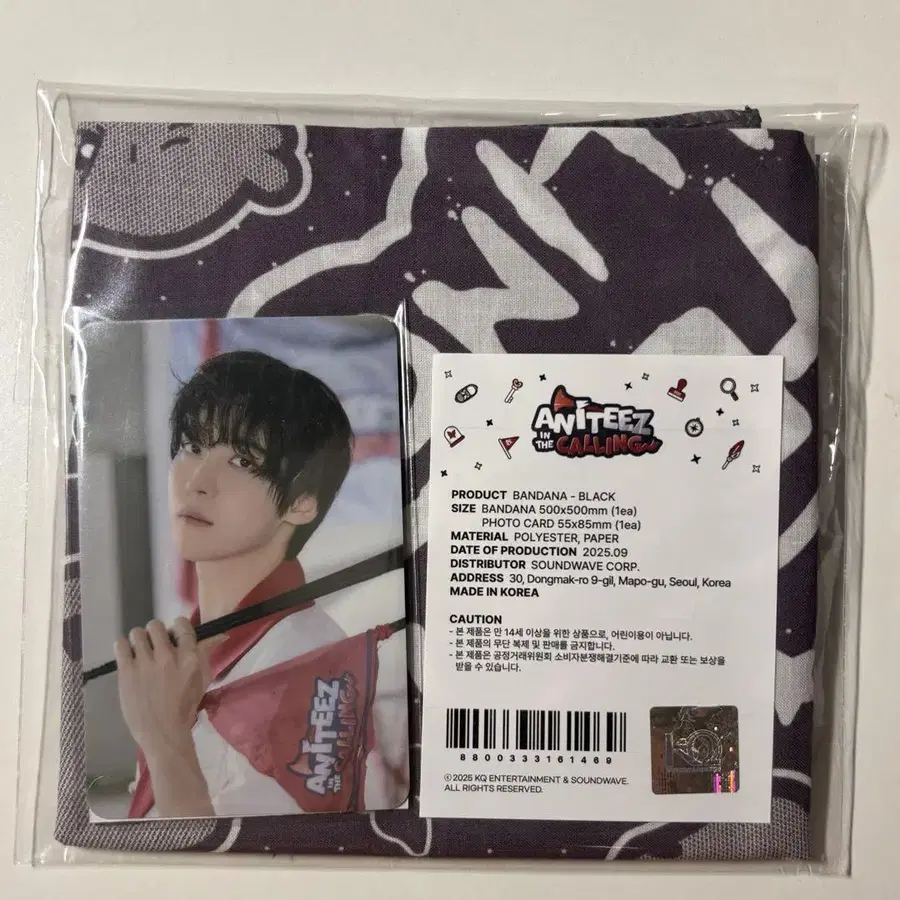 ANITEEZ
IN THE CALLING
PRODUCT BANDANA - BLACK
SIZE BANDANA 500x500mm (1ea)
PHOTO CARD 55x85mm (1ea)
MATERIAL POLYESTER, PAPER
DATE OF PRODUCTION 2025.09
DISTRIBUTOR SOUNDWAVE CORP.
ADDRESS 30, Dongmak-ro 9-gil, Mapo-gu, Seoul, Korea
MADE IN KOREA
CAUTION
- 본 제품은 만 14세 이상을 위한 상품으로, 어린이용이 아닙니다.
- 본 제품의 무단 복제 및 판매를 금지합니다.
- 본 제품은 공정거래위원회 소비자분쟁해결기준에 따라 교환 또는 보상을
받을 수 있습니다.
8800333161469
©2025 KQ ENTERTAINMENT & SOUNDWAVE.
ALL RIGHTS RESERVED.
ANITEEZ
IN THE CALLING